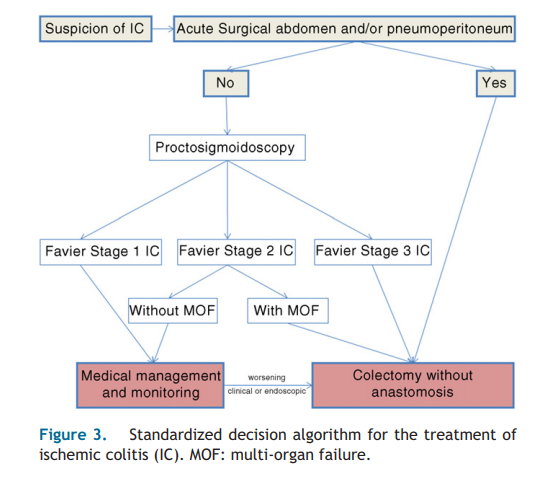 Suspicion of IC
Acute Surgical abdomen and/or pneumoperitoneum
No
Yes
Proctosigmoidoscopy
Favier Stage 1 IC
Favier Stage 2 IC
Favier Stage 3 IC
Without MOF
With MOF
Medical management
and monitoring
worsening
clinical or endoscopic
Colectomy without
anastomosis
Figure 3. Standardized decision algorithm for the treatment of
ischemic colitis (IC). MOF: multi-organ failure.